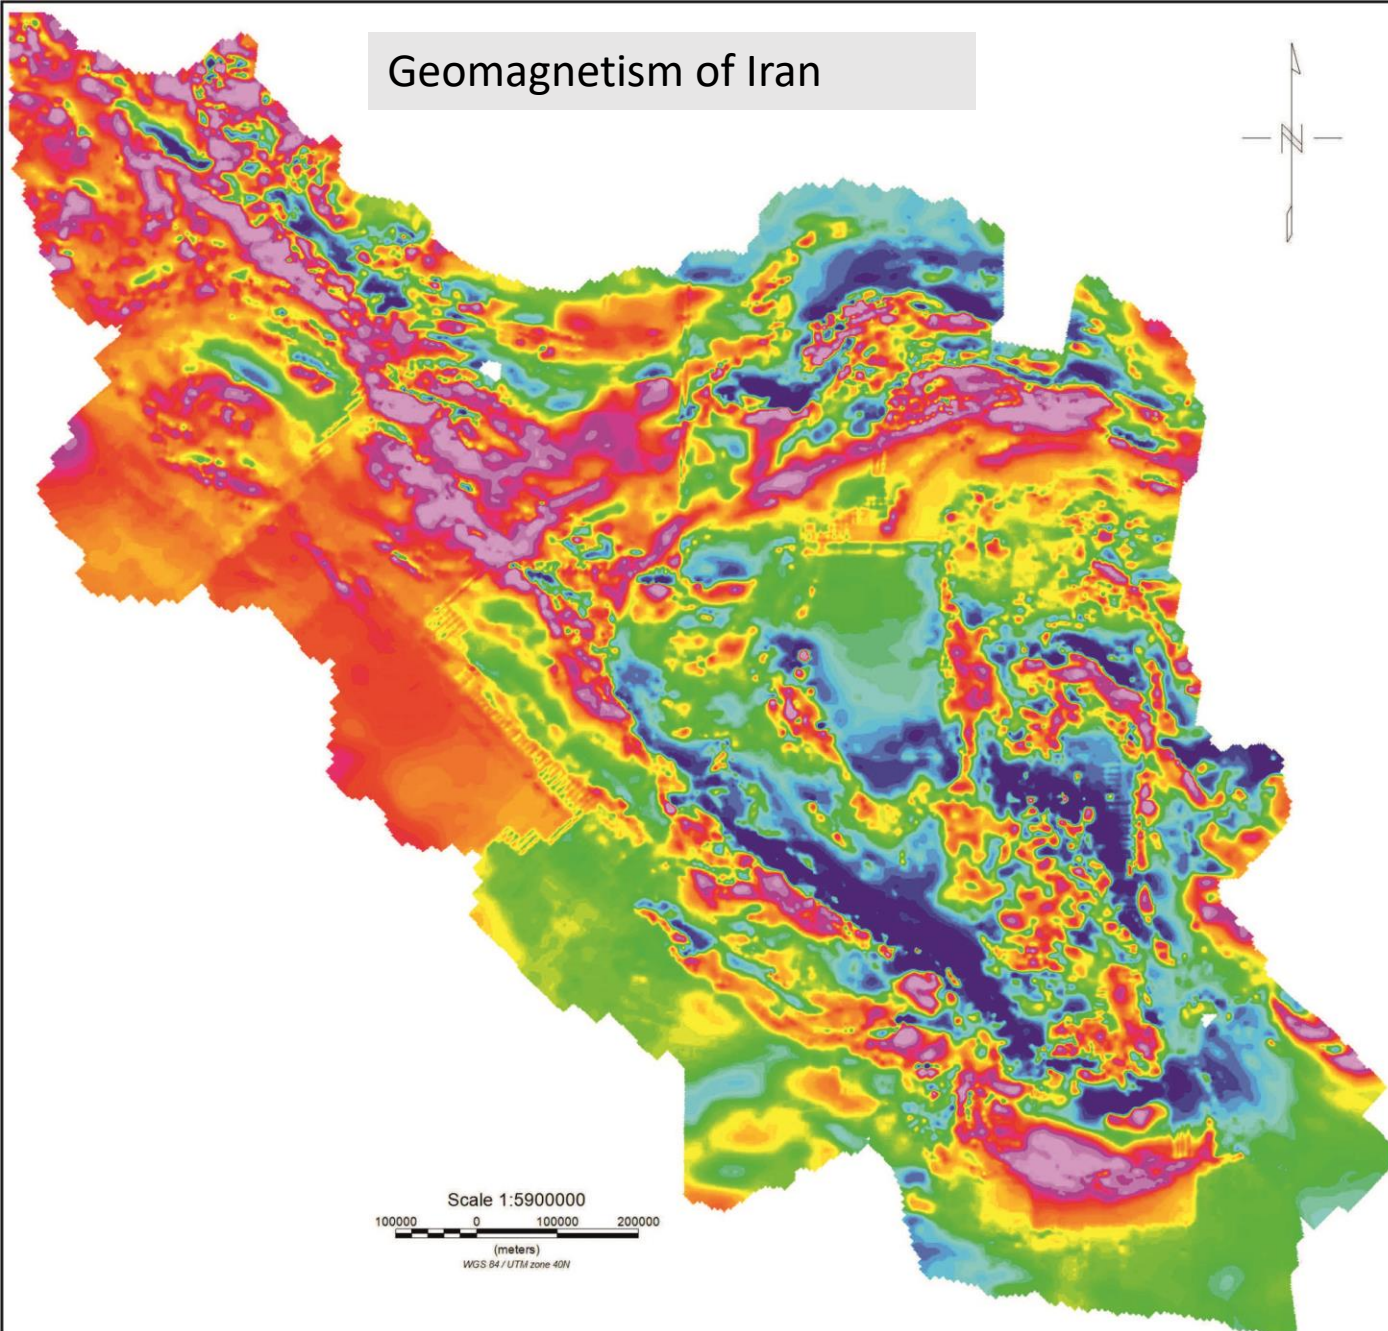 Geomagnetism of Iran
N
Scale 1:5900000
100000 0 100000 200000
(meters)
WGS 84 / UTM zone 40N